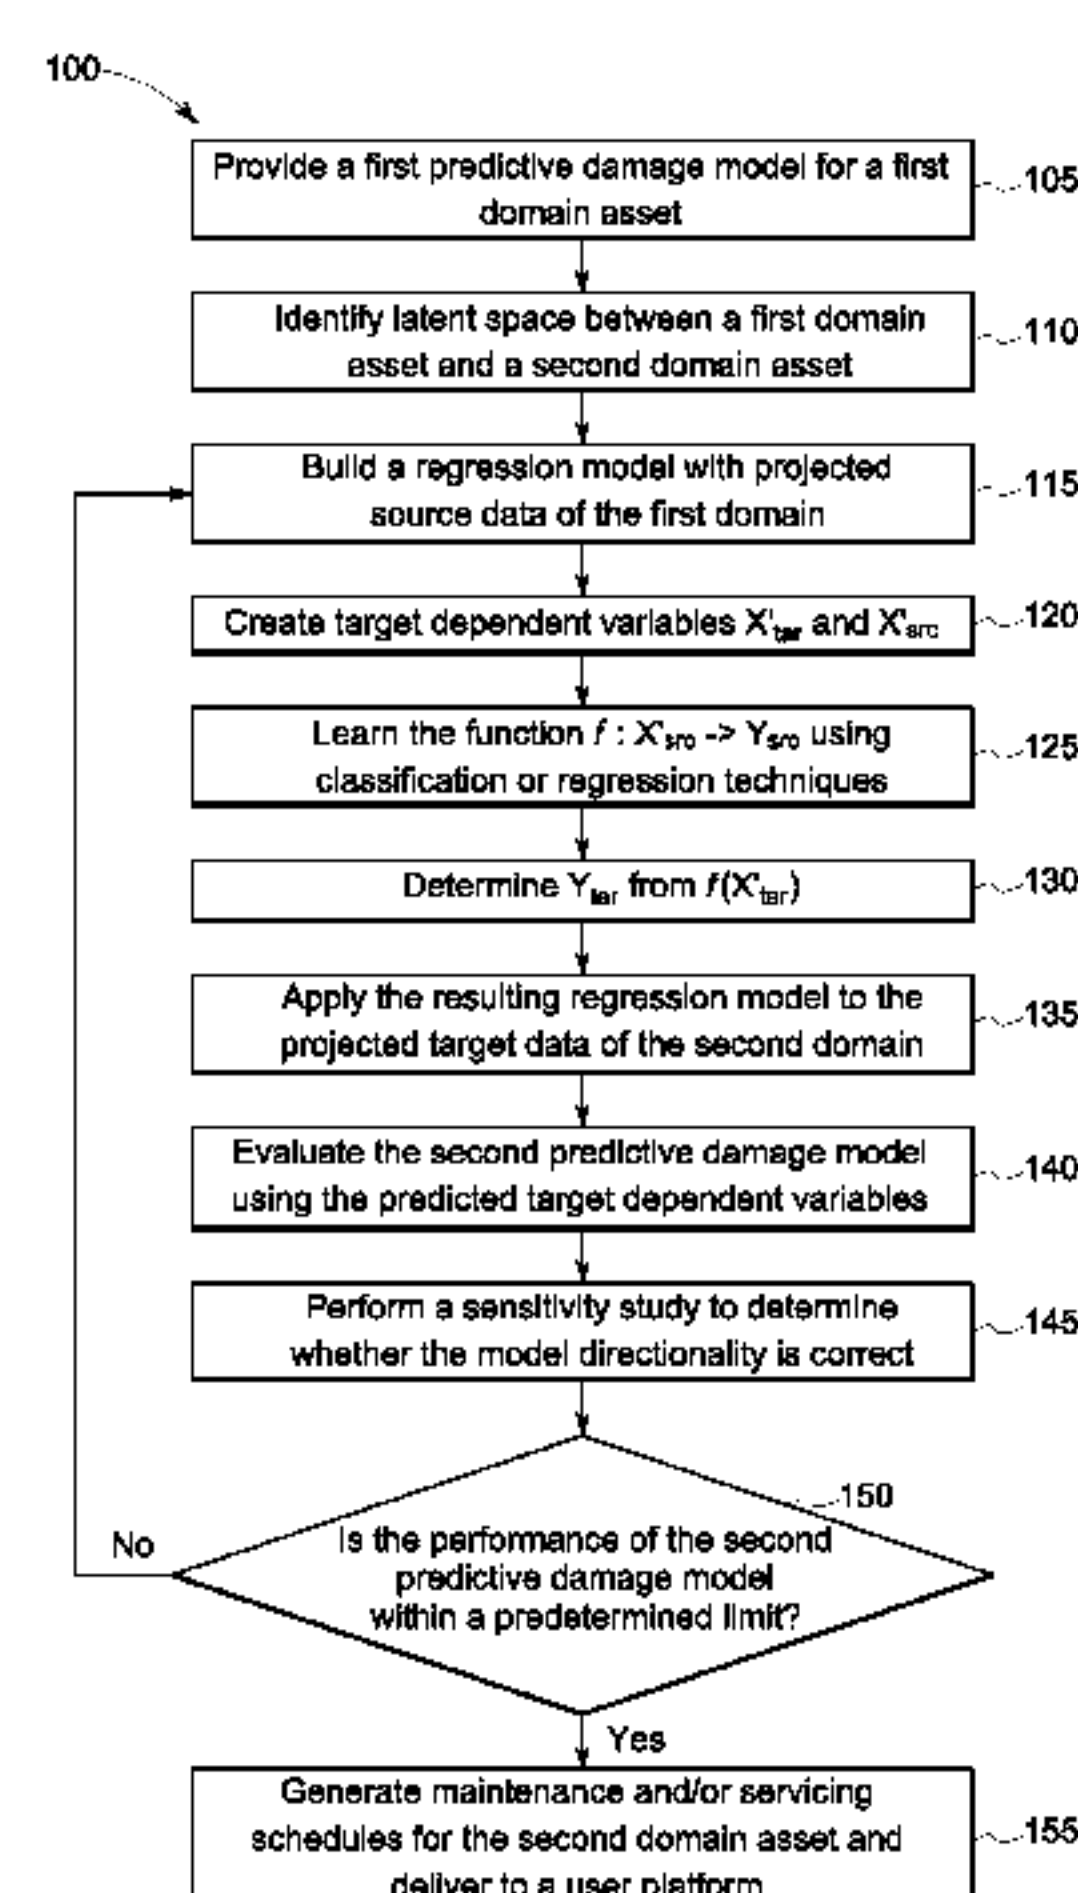 100
Provide a first predictive damage model for a first
domain asset
105
Identify latent space between a first domain
asset and a second domain asset
110
Build a regression model with projected
source data of the first domain
115
Create target dependent variables X'tar and X'src
120
Learn the function f : X'src -> Ysrc using
classification or regression techniques
125
Determine Ytar from f(X'tar)
130
Apply the resulting regression model to the
projected target data of the second domain
135
Evaluate the second predictive damage model
using the predicted target dependent variables
140
Perform a sensitivity study to determine
whether the model directionality is correct
145
150
Is the performance of the second
predictive damage model
within a predetermined limit?
No
Yes
Generate maintenance and/or servicing
schedules for the second domain asset and
deliver to a user platform
155